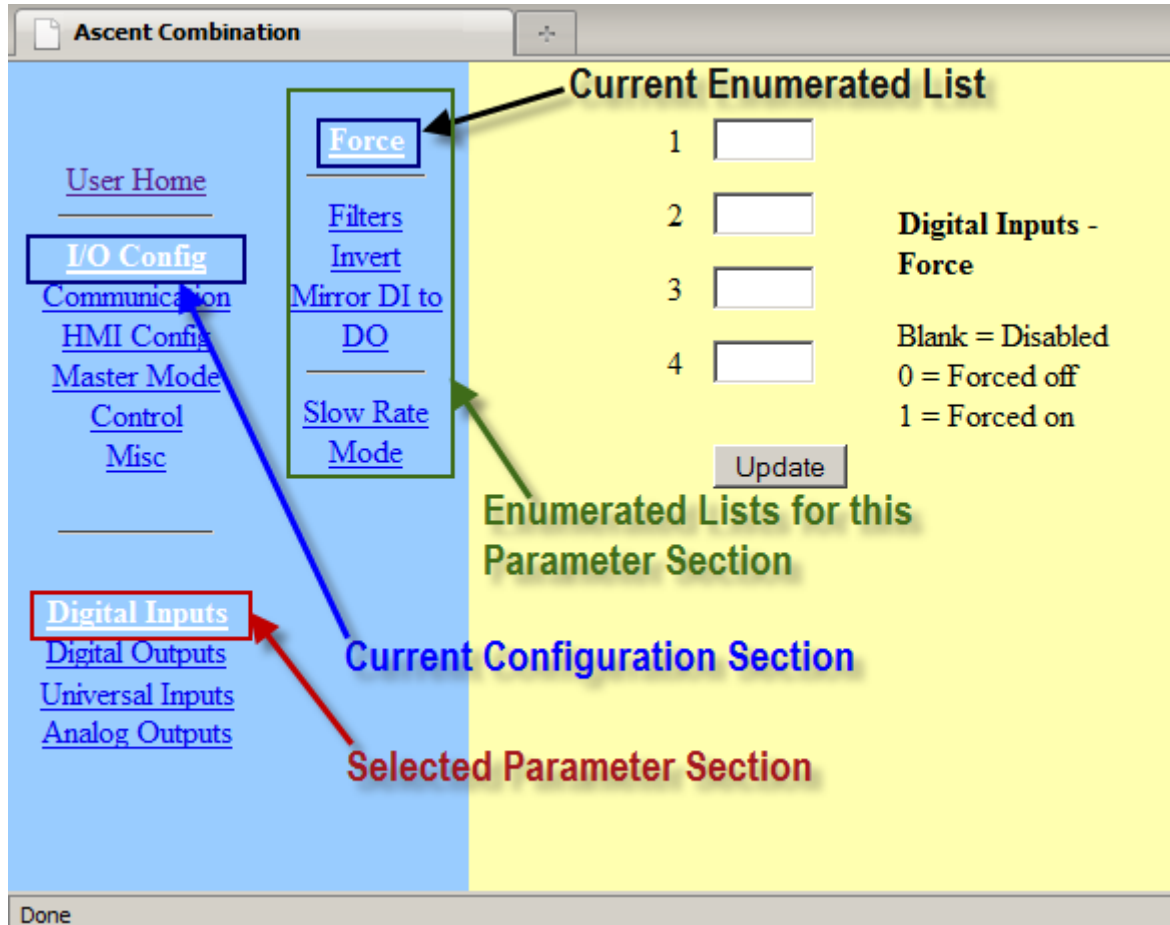 Ascent Combination
User Home
I/O Config
Communication
HMI Config
Master Mode
Control
Misc
Digital Inputs
Digital Outputs
Universal Inputs
Analog Outputs
Force
Filters
Invert
Mirror DI to
DO
Slow Rate
Mode
Current Enumerated List
1
2
3
4
Update
Digital Inputs -
Force
Blank = Disabled
0 = Forced off
1 = Forced on
Enumerated Lists for this
Parameter Section
Current Configuration Section
Selected Parameter Section
Done